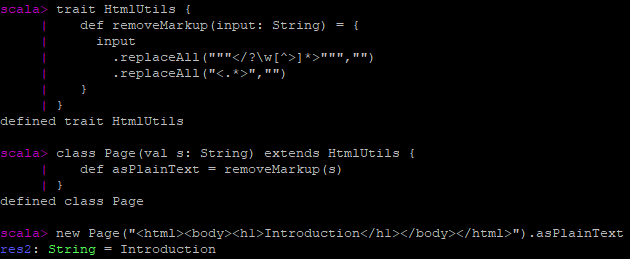 scala> trait HtmlUtils {
     |     def removeMarkup(input: String) = {
     |       input
     |         .replaceAll("""</?\w[^>]*>""","")
     |         .replaceAll("<.*>","")
     |     }
     | }
defined trait HtmlUtils
scala> class Page(val s: String) extends HtmlUtils {
     |     def asPlainText = removeMarkup(s)
     | }
defined class Page
scala> new Page("<html><body><h1>Introduction</h1></body></html>").asPlainText
res2: String = Introduction